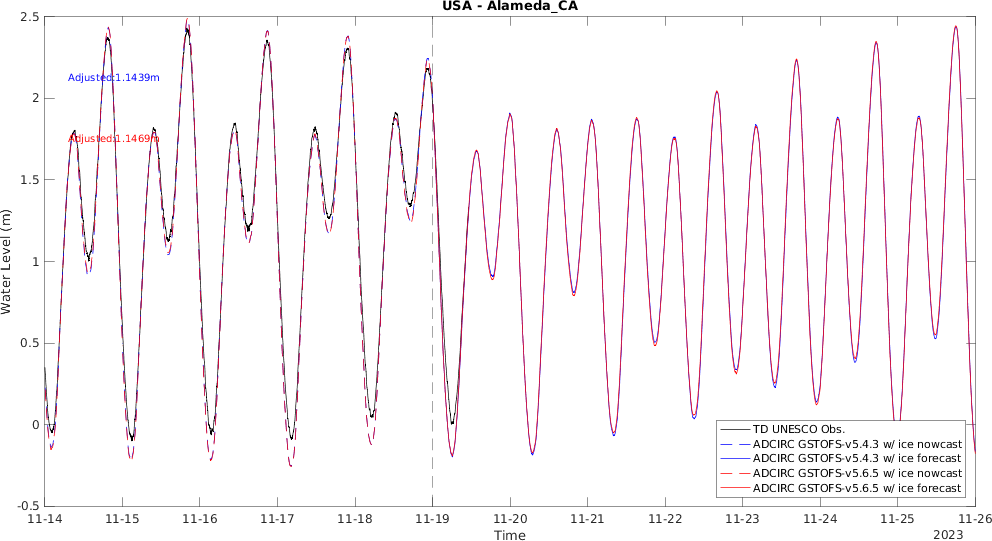 USA - Alameda_CA
2.5
2
1.5
1
0.5
0
-0.5
Water Level (m)
Adjusted:1.1439m
Adjusted:1.1469m
TD UNESCO Obs.
ADCIRC GSTOFS-v5.4.3 w/ ice nowcast
ADCIRC GSTOFS-v5.4.3 w/ ice forecast
ADCIRC GSTOFS-v5.6.5 w/ ice nowcast
ADCIRC GSTOFS-v5.6.5 w/ ice forecast
11-14 11-15 11-16 11-17 11-18 11-19 11-20 11-21 11-22 11-23 11-24 11-25 11-26
Time
2023